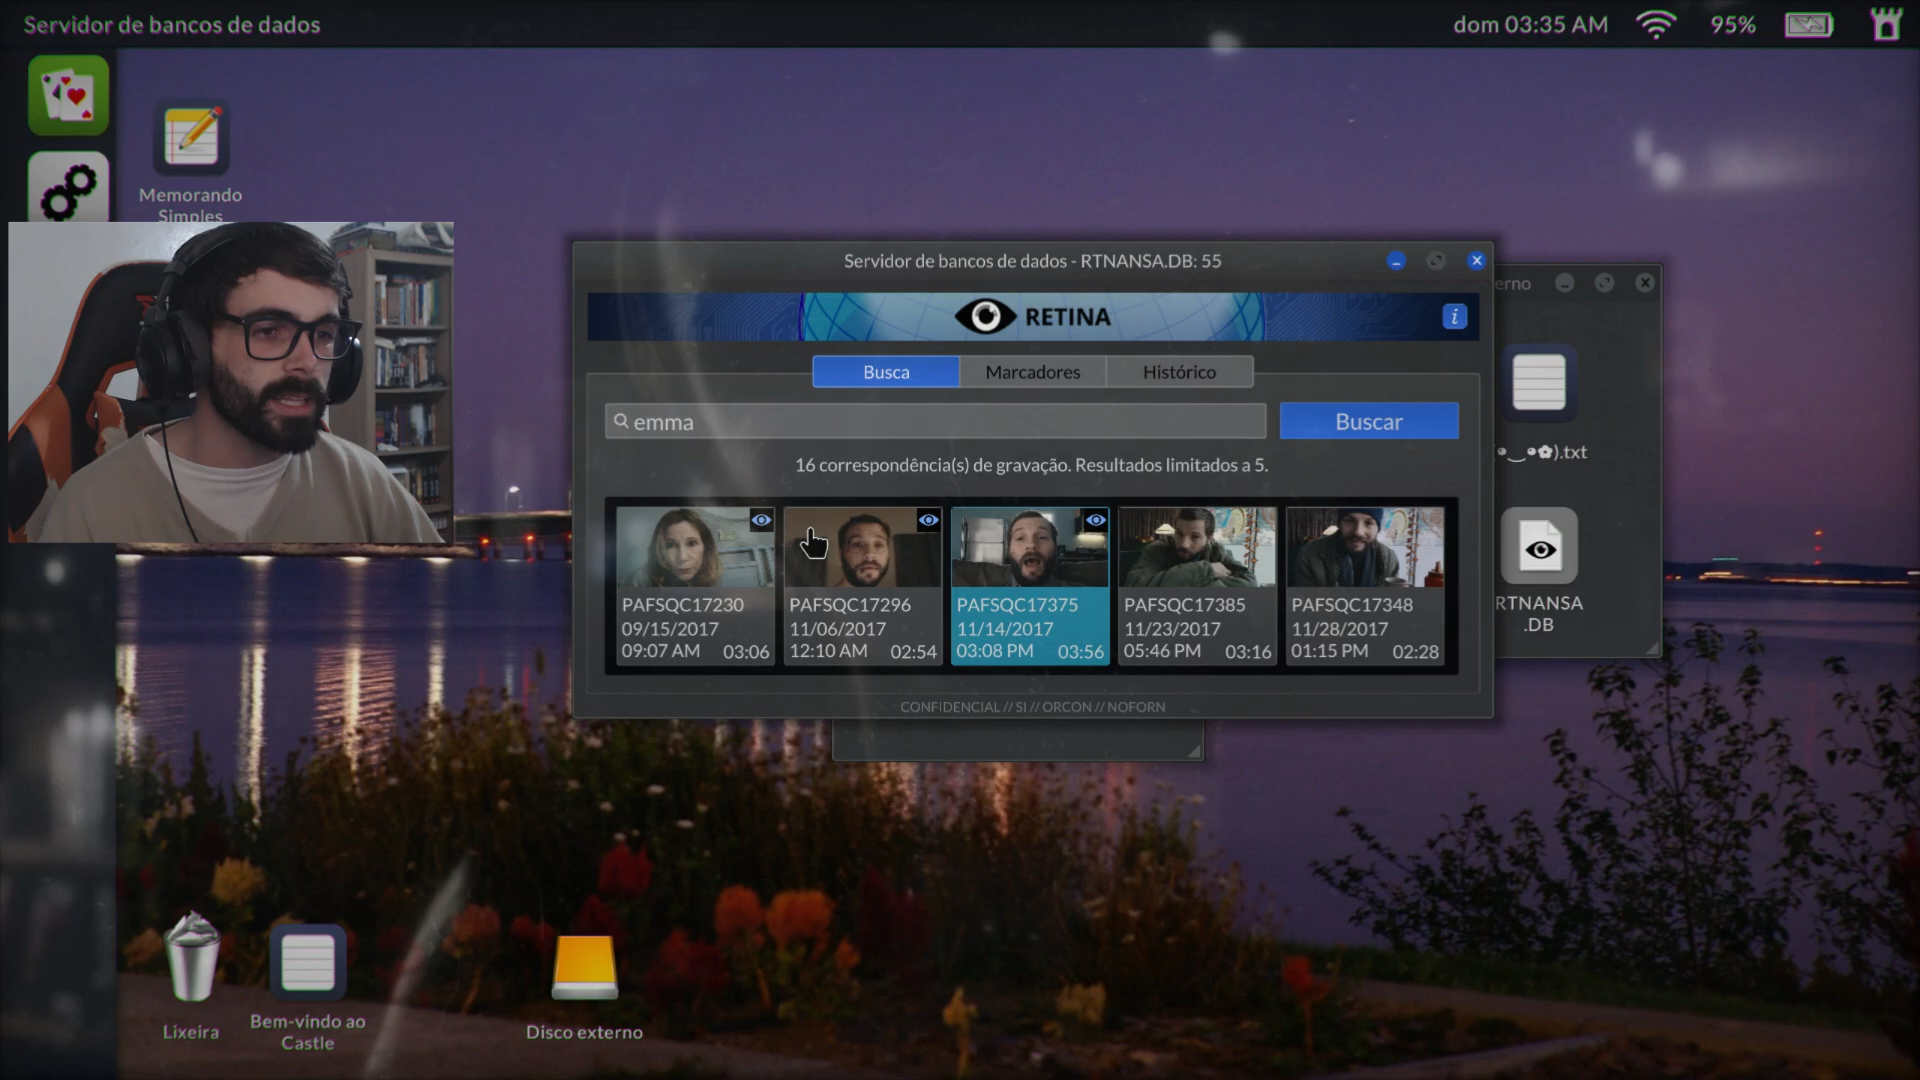 Servidor de bancos de dados
dom 03:35 AM
95%
Memorando
Simples
Servidor de bancos de dados - RTNANSA.DB: 55
erno
RETINA
i
Busca
Marcadores
Histórico
emma
Buscar
16 correspondência(s) de gravação. Resultados limitados a 5.
PAFSQC17230
09/15/2017
09:07 AM 03:06
PAFSQC17296
11/06/2017
12:10 AM 02:54
PAFSQC17375
11/14/2017
03:08 PM 03:56
PAFSQC17385
11/23/2017
05:46 PM 03:16
PAFSQC17348
11/28/2017
01:15 PM 02:28
CONFIDENCIAL // SI // ORCON // NOFORN
•‿•✿).txt
RTNANSA
.DB
Lixeira
Bem-vindo ao
Castle
Disco externo